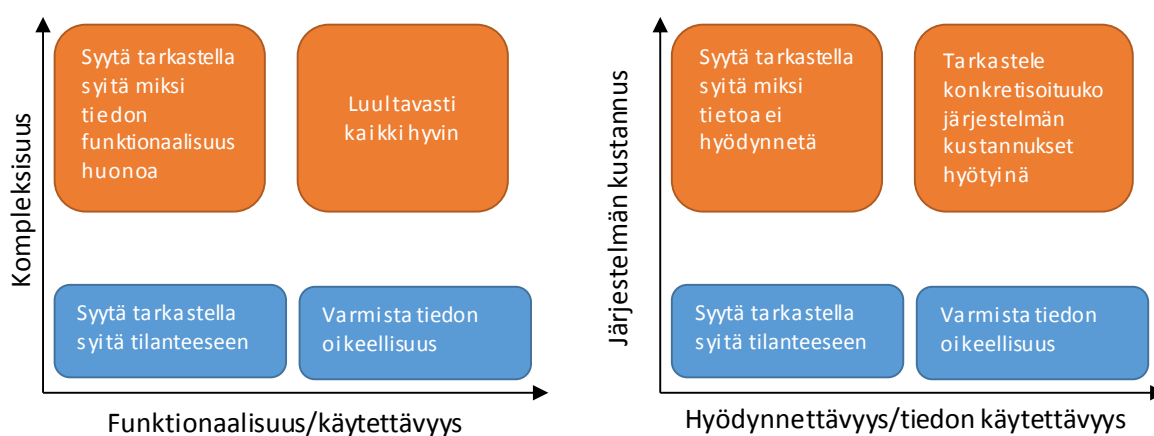 Kompleksisuus
Syytä tarkastella
syitä miksi
tiedon
funktionaalisuus
huonoa
Luultavasti
kaikki hyvin
Syytä tarkastella
syitä tilanteeseen
Varmista tiedon
oikeellisuus
Funktionaalisuus/käytettävyys
Järjestelmän kustannus
Syytä tarkastella
syitä miksi
tietoa ei
hyödynnetä
Tarkastele
konkretisoituuko
järjestelmän
kustannukset
hyötyinä
Syytä tarkastella
syitä tilanteeseen
Varmista tiedon
oikeellisuus
Hyödynnettävyys/tiedon käytettävyys